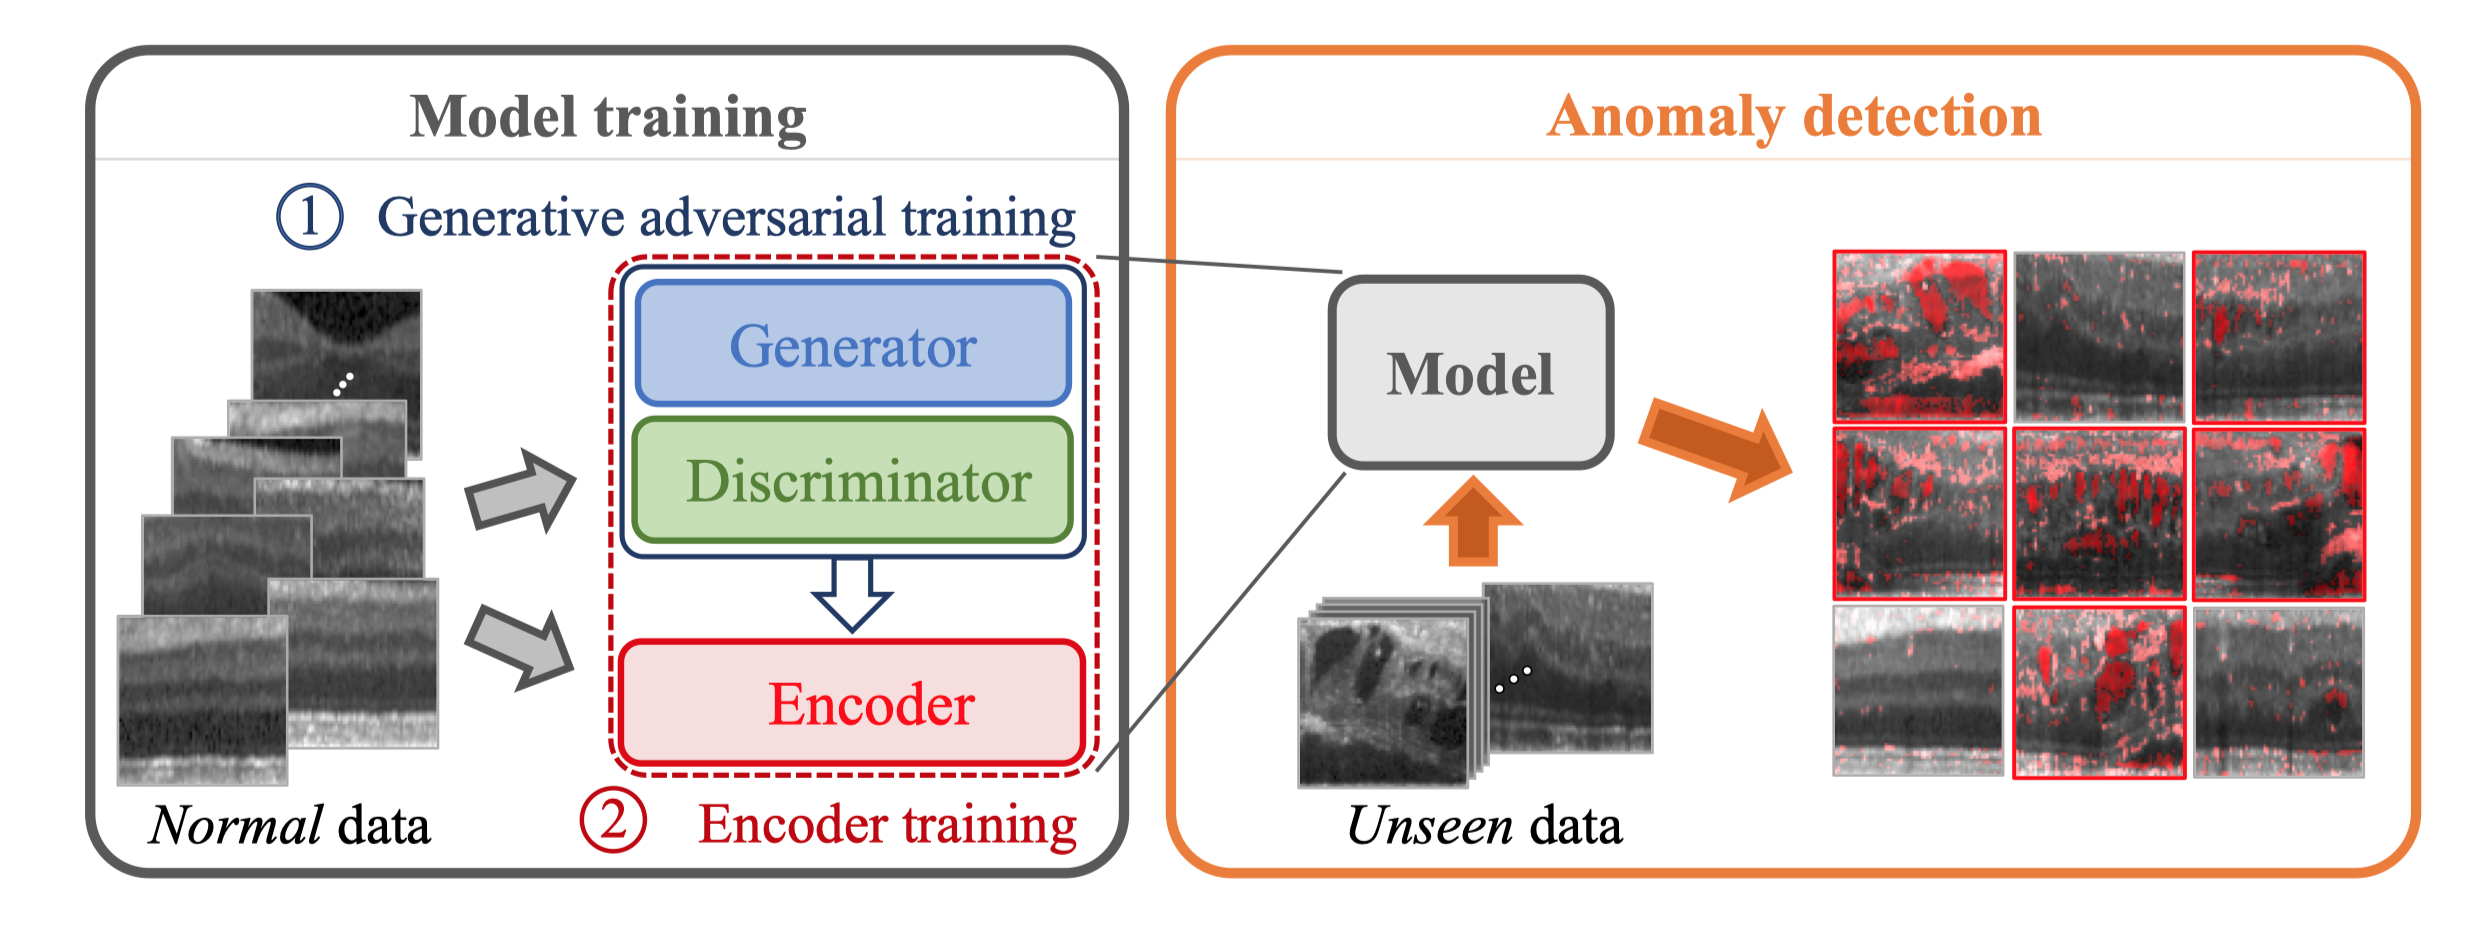 Model training
① Generative adversarial training
Generator
Discriminator
Encoder
Normal data
② Encoder training
Anomaly detection
Model
Unseen data